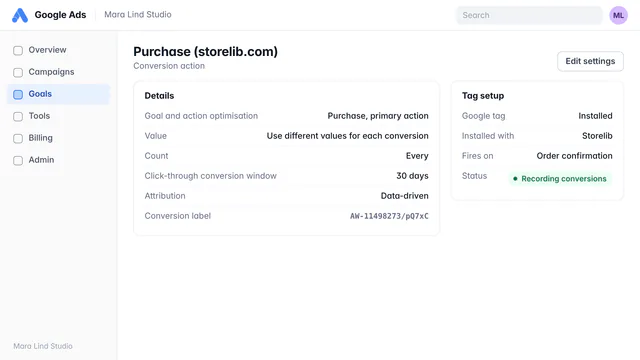 Google Ads
Mara Lind Studio
Search
ML
Overview
Campaigns
Goals
Tools
Billing
Admin
Mara Lind Studio
Purchase (storelib.com)
Conversion action
Edit settings
Details
Goal and action optimisation Purchase, primary action
Value Use different values for each conversion
Count Every
Click-through conversion window 30 days
Attribution Data-driven
Conversion label AW-11498273/pQ7xC
Tag setup
Google tag Installed
Installed with Storelib
Fires on Order confirmation
Status Recording conversions